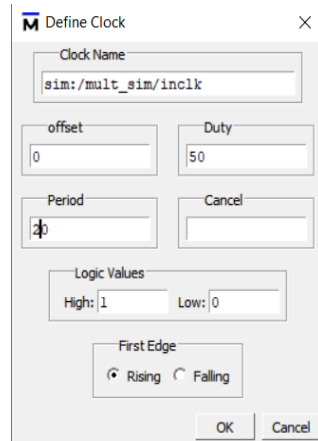 Define Clock
Clock Name
sim:/mult_sim/inclk
offset Duty
0 50
Period Cancel
20
Logic Values
High: 1 Low: 0
First Edge
Rising Falling
OK Cancel